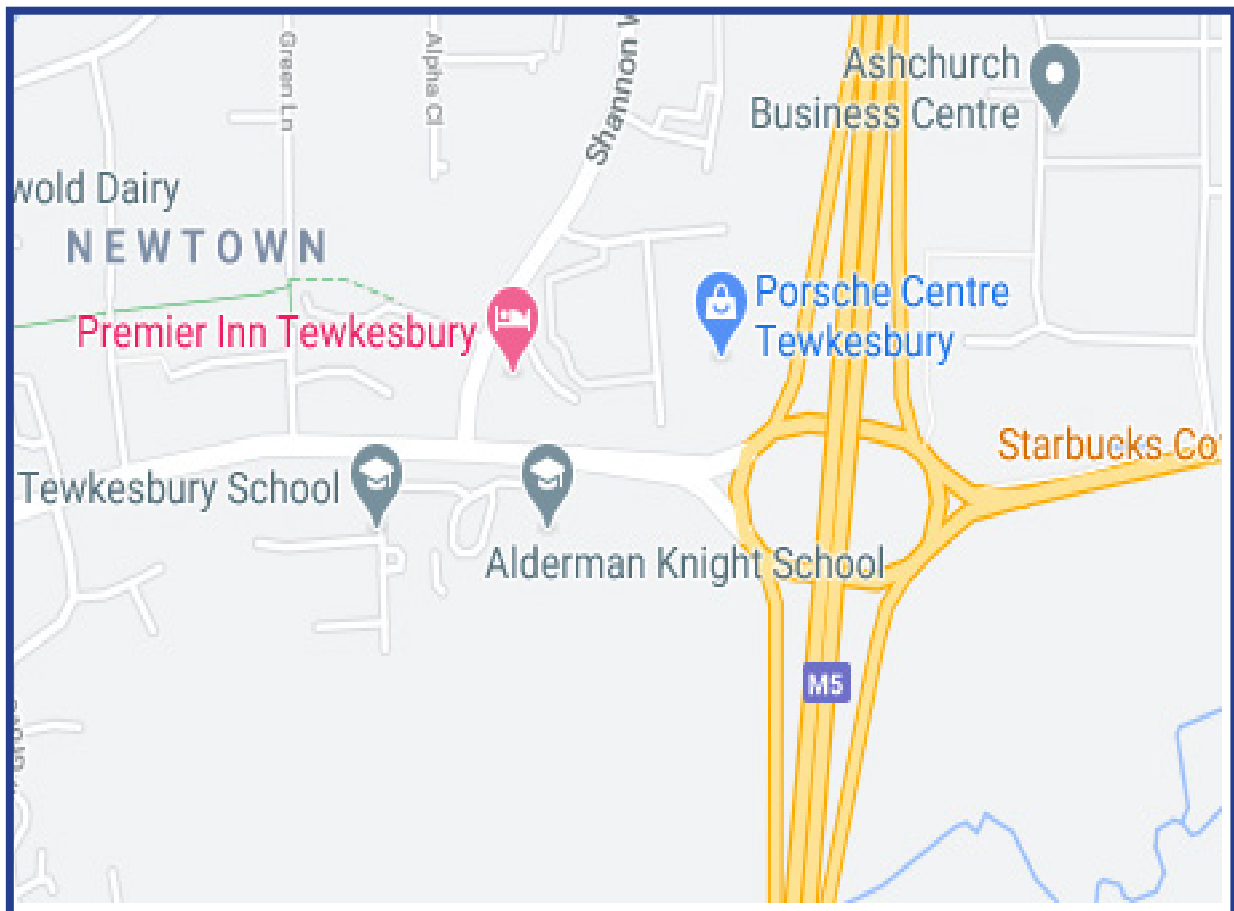 Green Ln
Alpha Cl
Shannon W
Ashchurch
Business Centre
wold Dairy
NEWTOWN
Premier Inn Tewkesbury
Porsche Centre
Tewkesbury
Starbucks Co
Tewkesbury School
Alderman Knight School
M5